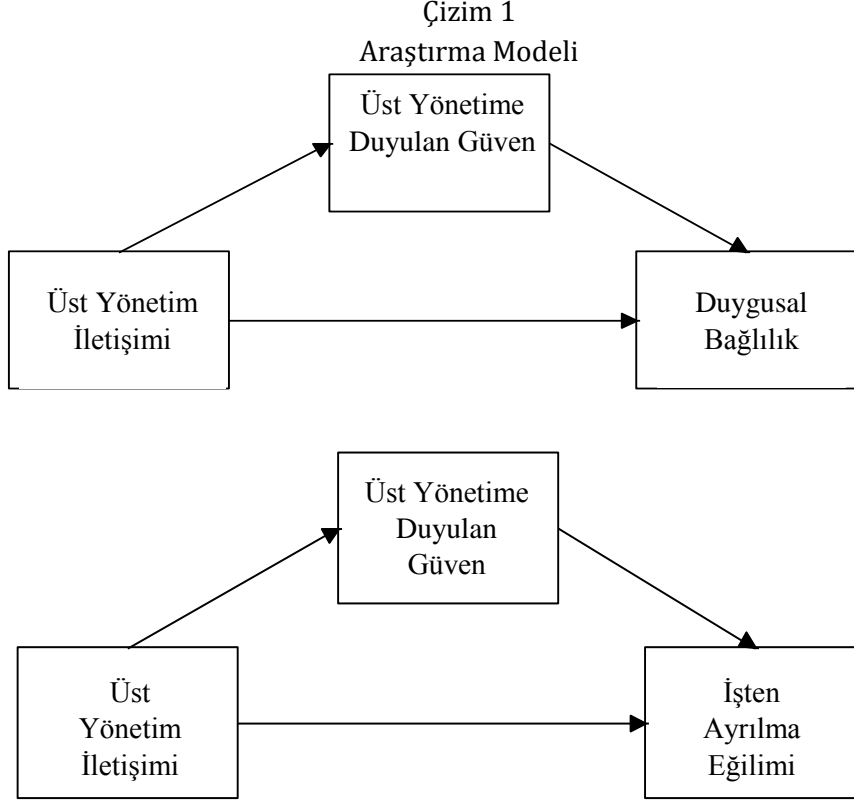 Çizim 1
Araştırma Modeli
Üst Yönetime
Duyulan Güven
Üst Yönetim
İletişimi
Duygusal
Bağlılık
Üst Yönetime
Duyulan
Güven
Üst
Yönetim
İletişimi
İşten
Ayrılma
Eğilimi